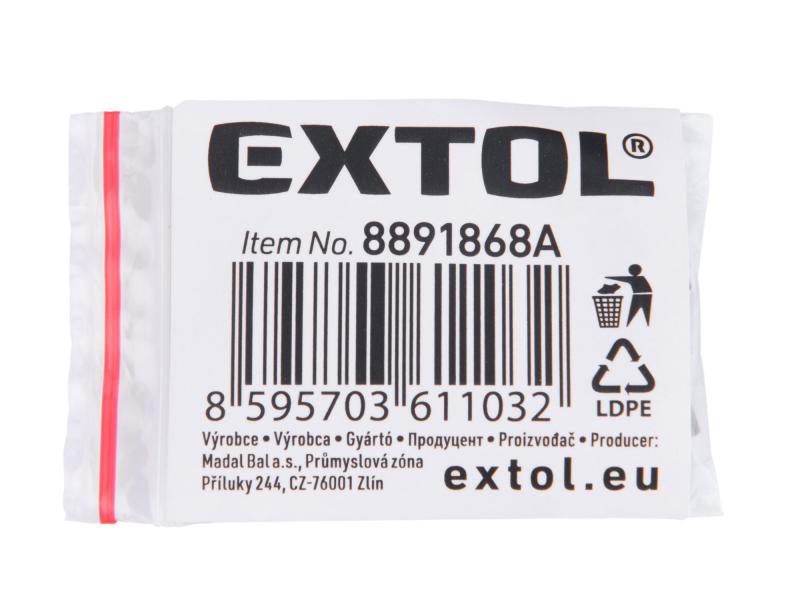 EXTOL®
Item No. 8891868A
8 595703 611032
LDPE
Výrobce • Výrobca • Gyártó • Продуцент • Proizvođač • Producer:
Madal Bal a.s., Průmyslová zóna
Příluky 244, CZ-76001 Zlín
extol.eu